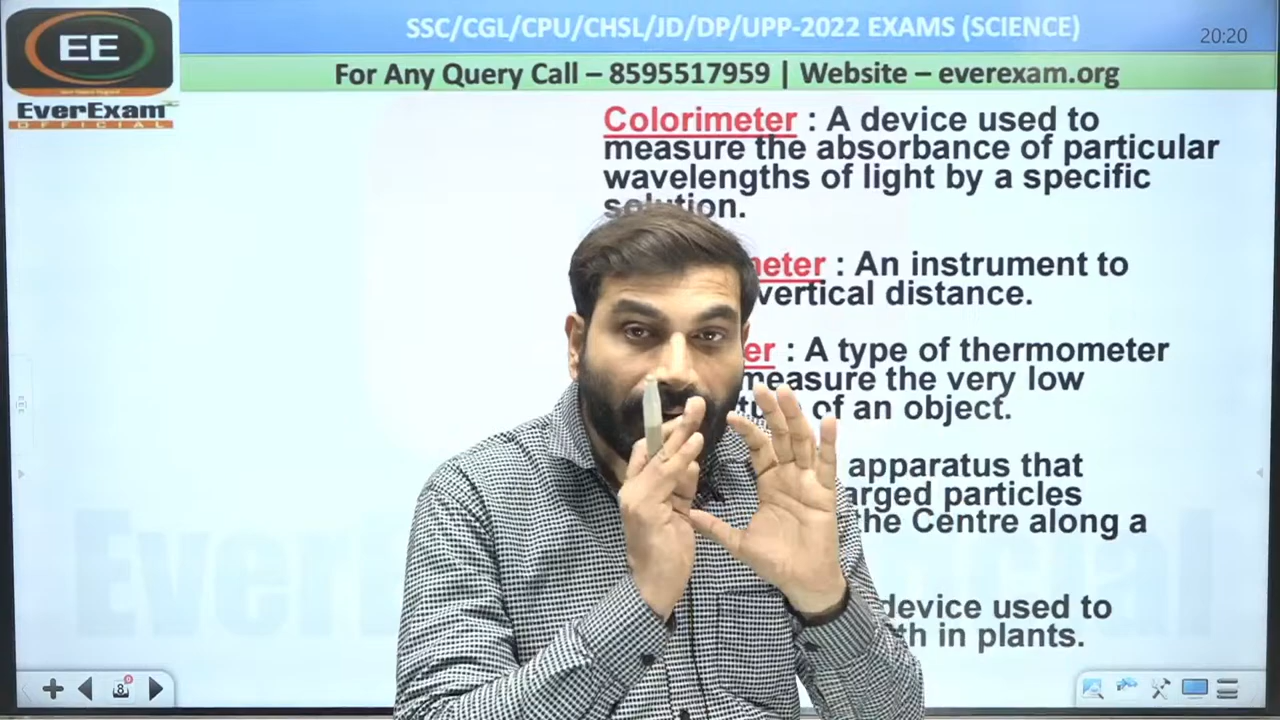 EE
EverExam
OFFICIAL
SSC/CGL/CPU/CHSL/JD/DP/UPP-2022 EXAMS (SCIENCE)
20:20
For Any Query Call – 8595517959 | Website – everexam.org
Colorimeter : A device used to
measure the absorbance of particular
wavelengths of light by a specific
solution.
meter : An instrument to
vertical distance.
er : A type of thermometer
measure the very low
of an object.
apparatus that
arged particles
the Centre along a
device used to
th in plants.
8
0